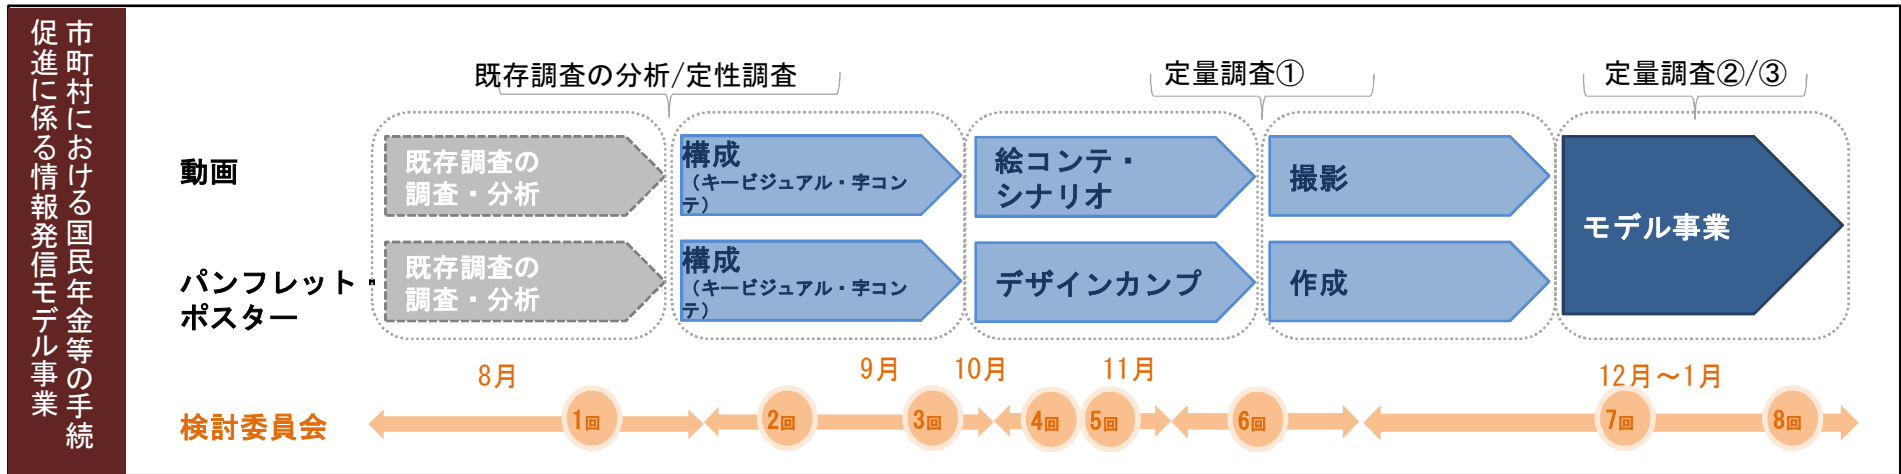 市町村における国民年金等の手続
促進に係る情報発信モデル事業
既存調査の分析/定性調査
定量調査①
定量調査②/③
動画
既存調査の
調査・分析
構成
（キービジュアル・字コン
テ）
絵コンテ・
シナリオ
撮影
モデル事業
パンフレット・
ポスター
既存調査の
調査・分析
構成
（キービジュアル・字コン
テ）
デザインカンプ
作成
8月
9月
10月
11月
12月～1月
検討委員会
1回
2回
3回
4回
5回
6回
7回
8回